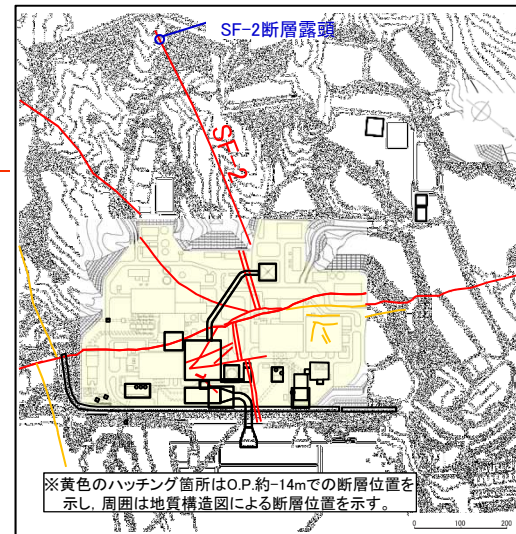 SF-2断層露頭
SF-2
※黄色のハッチング箇所はO.P.約-14mでの断層位置を
示し，周囲は地質構造図による断層位置を示す。
0 100 200